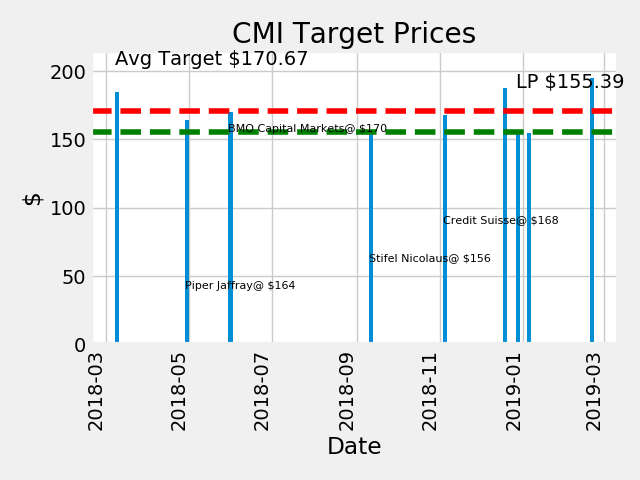 CMI Target Prices
Avg Target $170.67
LP $155.39
BMO Capital Markets@ $170
Credit Suisse@ $168
Stifel Nicolaus@ $156
Piper Jaffray@ $164
$
200
150
100
50
0
2018-03
2018-05
2018-07
2018-09
2018-11
2019-01
2019-03
Date